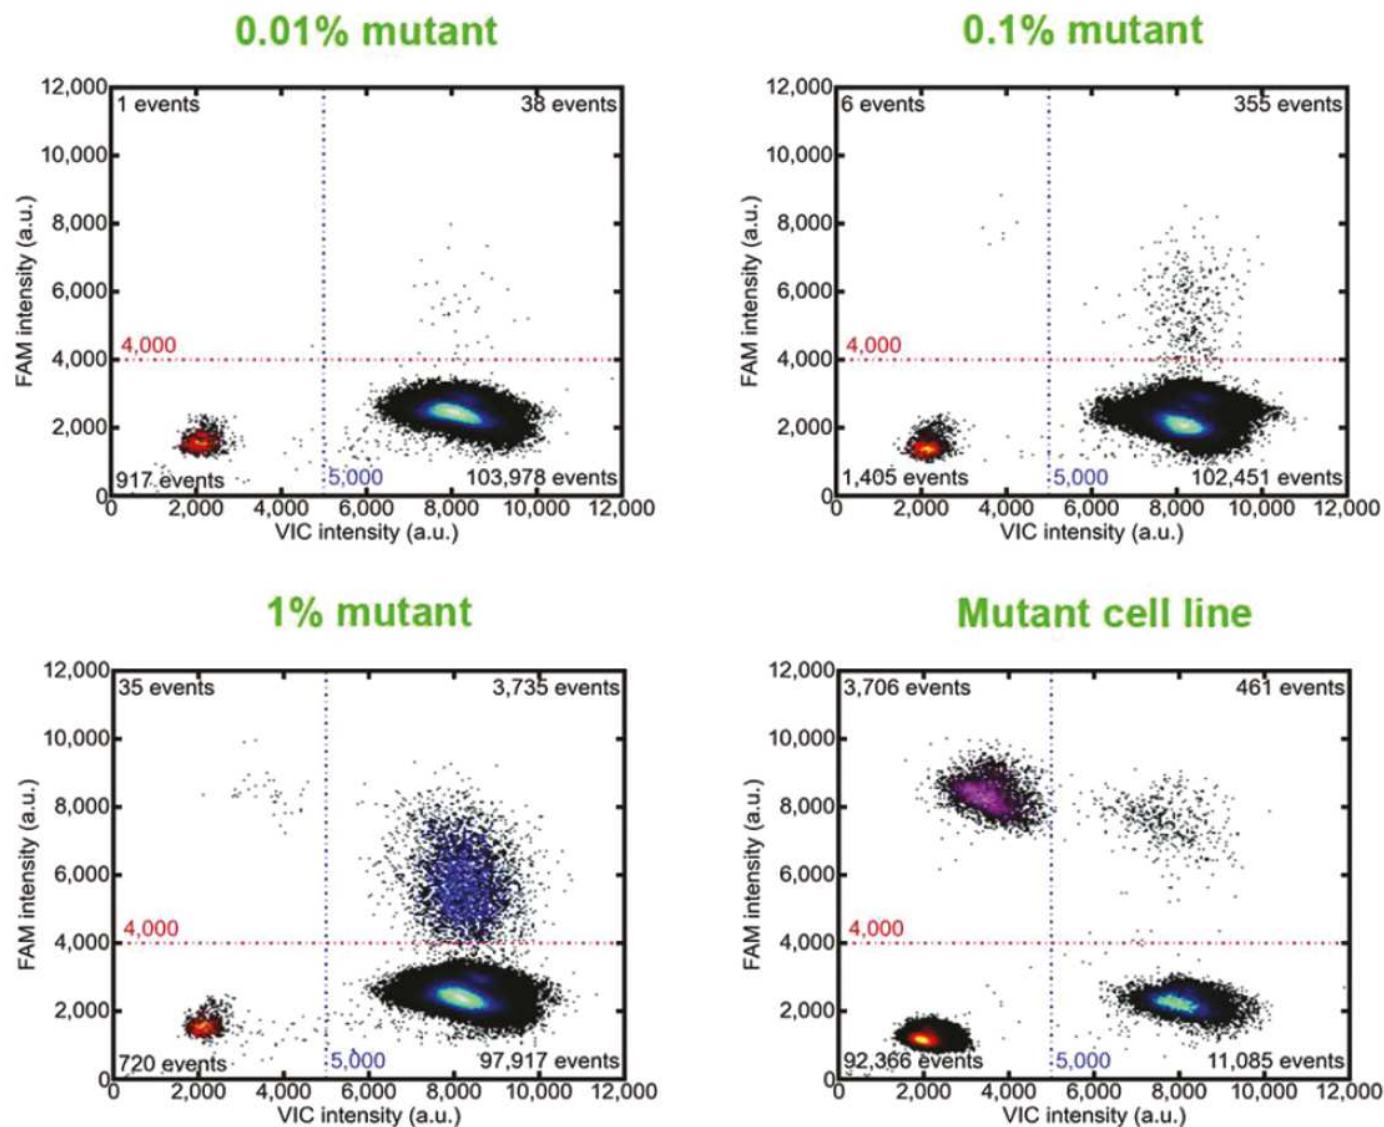 0.01% mutant
0.1% mutant
12,000
1 events
38 events
10,000
8,000
6,000
4,000
4,000
2,000
917 events
5,000
103,978 events
0
0
2,000
4,000
6,000
8,000
10,000
12,000
FAM intensity (a.u.)
VIC intensity (a.u.)
12,000
6 events
355 events
10,000
8,000
6,000
4,000
4,000
2,000
1,405 events
5,000
102,451 events
0
0
2,000
4,000
6,000
8,000
10,000
12,000
FAM intensity (a.u.)
VIC intensity (a.u.)
1% mutant
Mutant cell line
12,000
35 events
3,735 events
10,000
8,000
6,000
4,000
4,000
2,000
720 events
5,000
97,917 events
0
0
2,000
4,000
6,000
8,000
10,000
12,000
FAM intensity (a.u.)
VIC intensity (a.u.)
12,000
3,706 events
461 events
10,000
8,000
6,000
4,000
4,000
2,000
92,366 events
5,000
11,085 events
0
0
2,000
4,000
6,000
8,000
10,000
12,000
FAM intensity (a.u.)
VIC intensity (a.u.)